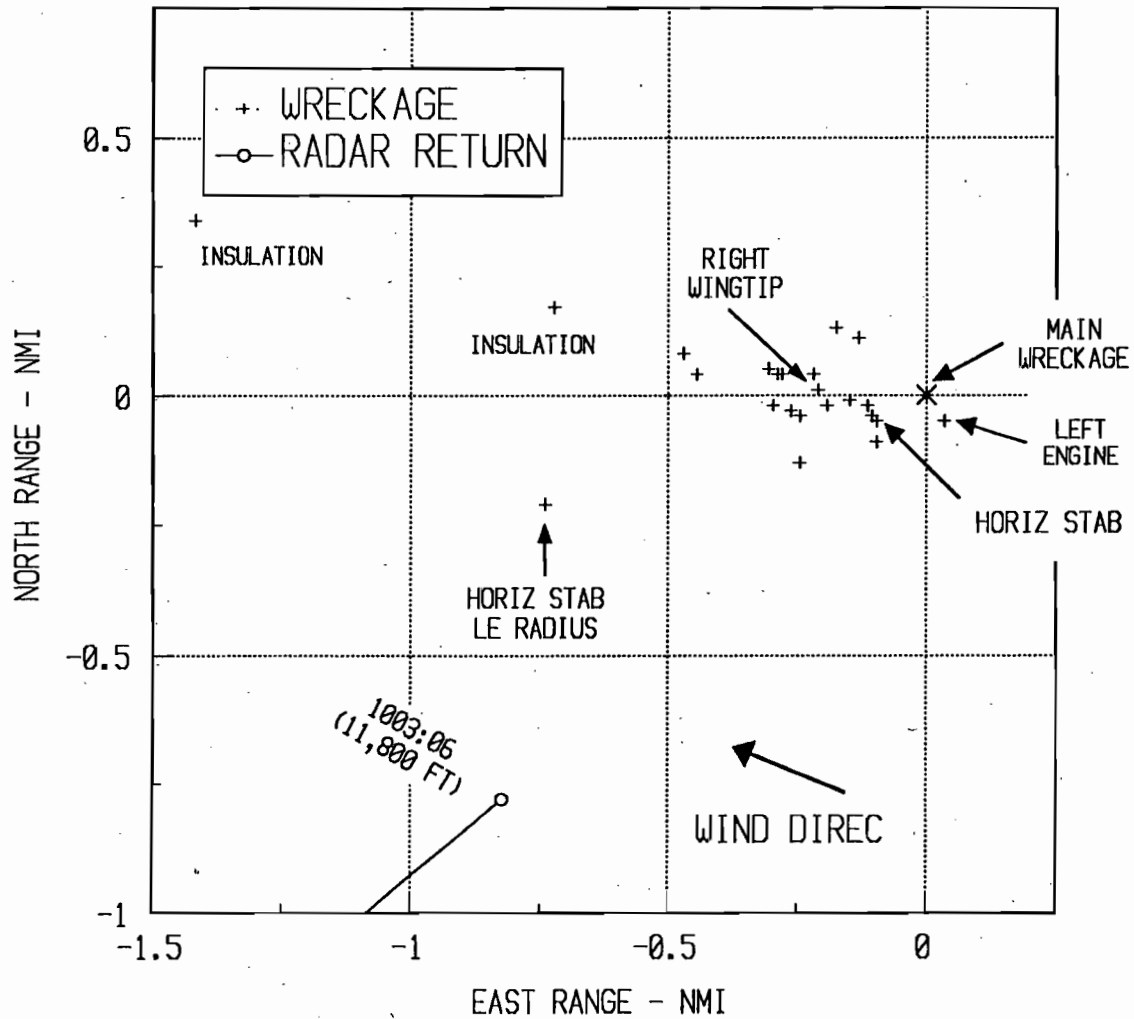 WRECKAGE
RADAR RETURN
0.5
INSULATION
RIGHT
WINGTIP
INSULATION
MAIN
WRECKAGE
0
LEFT
ENGINE
HORIZ STAB
HORIZ STAB
LE RADIUS
-0.5
1003:06
(11,800 FT)
WIND DIREC
-1
-1.5
-1
-0.5
0
NORTH RANGE - NMI
EAST RANGE - NMI